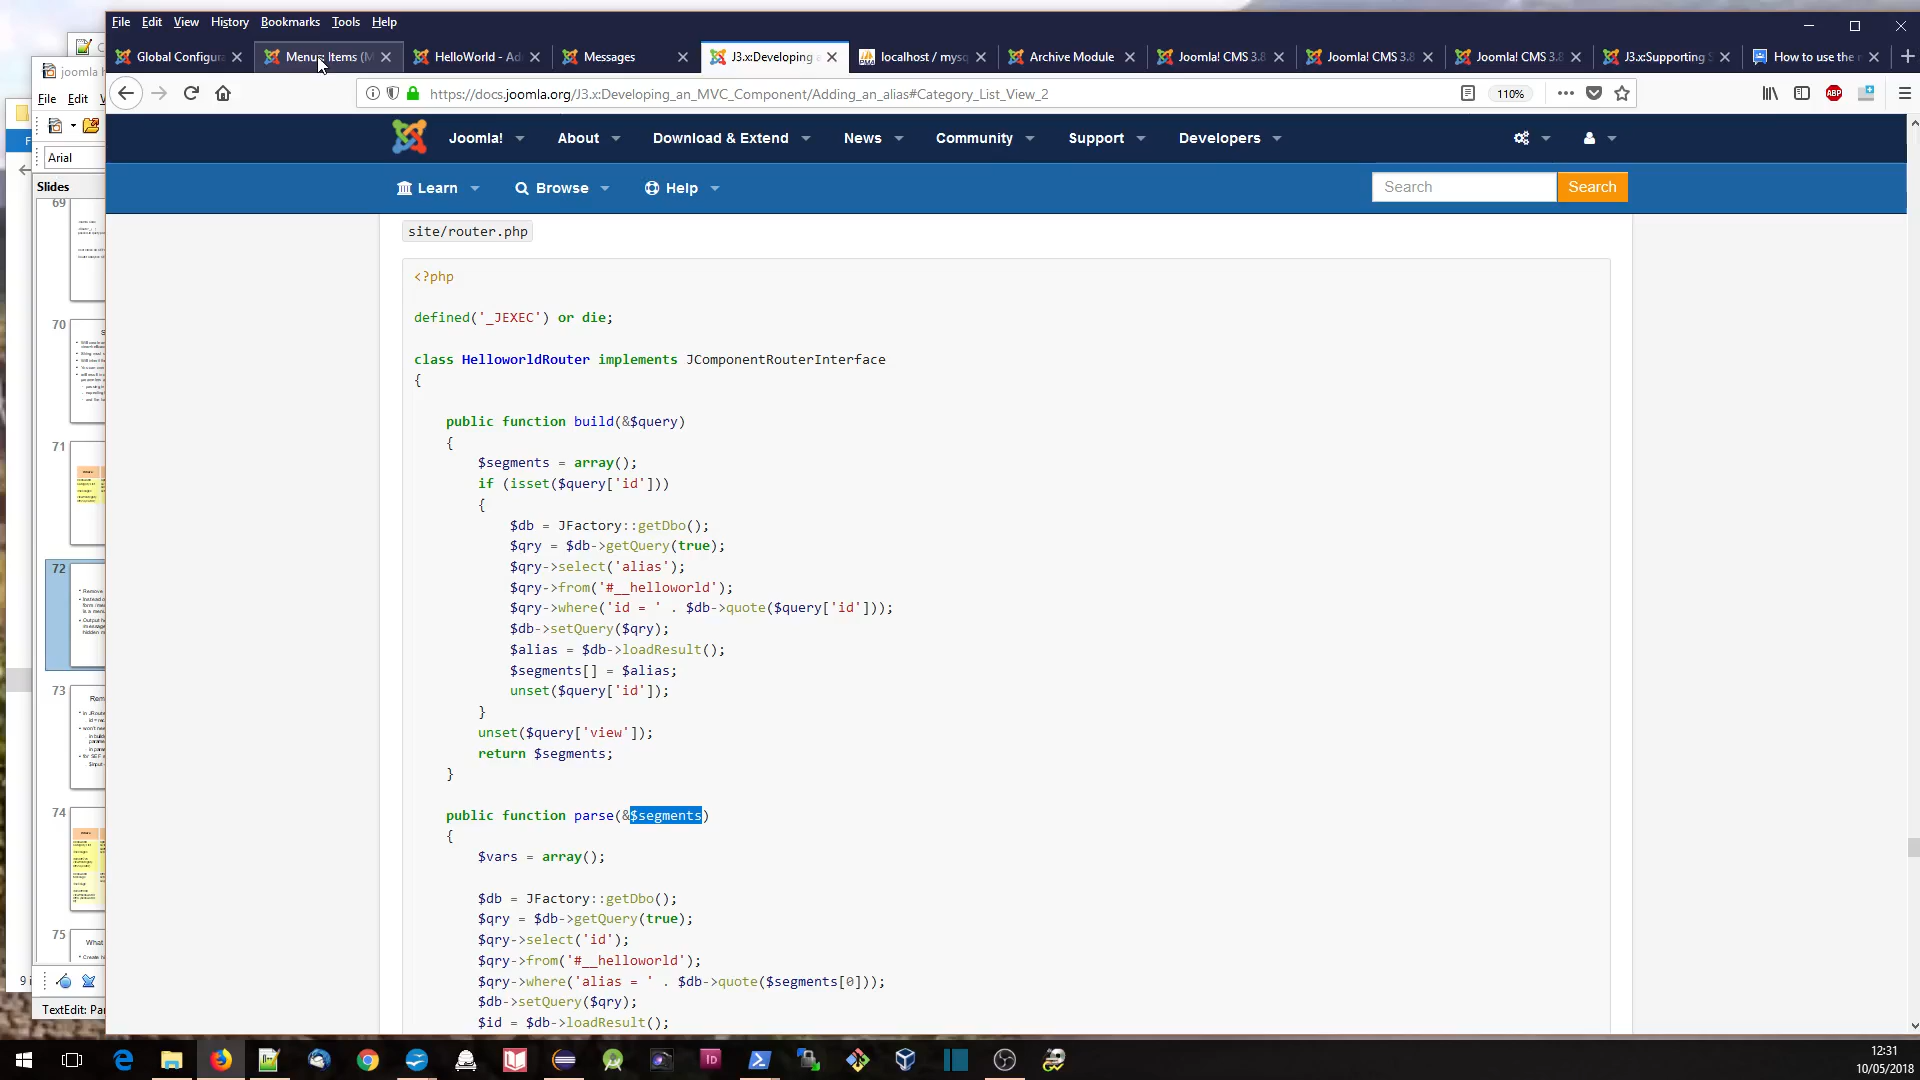 File Edit View History Bookmarks Tools Help
Global Configura
Menus: Items (M
HelloWorld - Ad
Messages
J3.x:Developing a
localhost / mysq
Archive Module
Joomla! CMS 3.8
Joomla! CMS 3.8
Joomla! CMS 3.8
J3.x:Supporting S
How to use the
https://docs.joomla.org/J3.x:Developing_an_MVC_Component/Adding_an_alias#Category_List_View_2
110%
ABP
Joomla! About Download & Extend News Community Support Developers
Learn Browse Help Search Search
site/router.php
<?php
defined('_JEXEC') or die;
class HelloworldRouter implements JComponentRouterInterface
{
public function build(&$query)
{
$segments = array();
if (isset($query['id']))
{
$db = JFactory::getDbo();
$qry = $db->getQuery(true);
$qry->select('alias');
$qry->from('#__helloworld');
$qry->where('id = ' . $db->quote($query['id']));
$db->setQuery($qry);
$alias = $db->loadResult();
$segments[] = $alias;
unset($query['id']);
}
unset($query['view']);
return $segments;
}
public function parse(&$segments)
{
$vars = array();
$db = JFactory::getDbo();
$qry = $db->getQuery(true);
$qry->select('id');
$qry->from('#__helloworld');
$qry->where('alias = ' . $db->quote($segments[0]));
$db->setQuery($qry);
$id = $db->loadResult();
joomla
File Edit V
Arial
Slides
69
70
71
72
73
74
75
What
TextEdit: Pa
12:31
10/05/2018